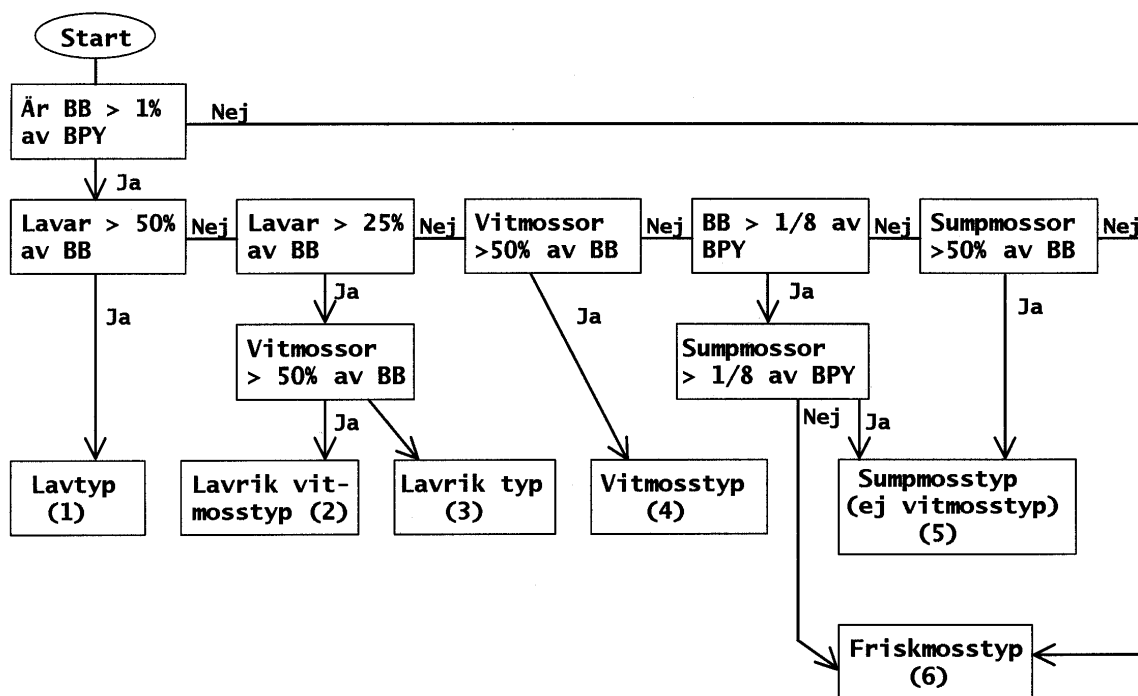 Start
Är BB > 1%
av BPY
Nej
Ja
Lavar > 50%
av BB
Nej
Lavar > 25%
av BB
Nej
Vitmossor
>50% av BB
Nej
BB > 1/8 av
BPY
Nej
Sumpmossor
>50% av BB
Nej
Ja
Ja
Ja
Ja
Ja
Vitmossor
> 50% av BB
Sumpmossor
> 1/8 av BPY
Ja
Nej
Ja
Lavtyp
(1)
Lavrik vit-
mosstyp (2)
Lavrik typ
(3)
Vitmosstyp
(4)
Sumpmosstyp
(ej vitmosstyp)
(5)
Friskmosstyp
(6)